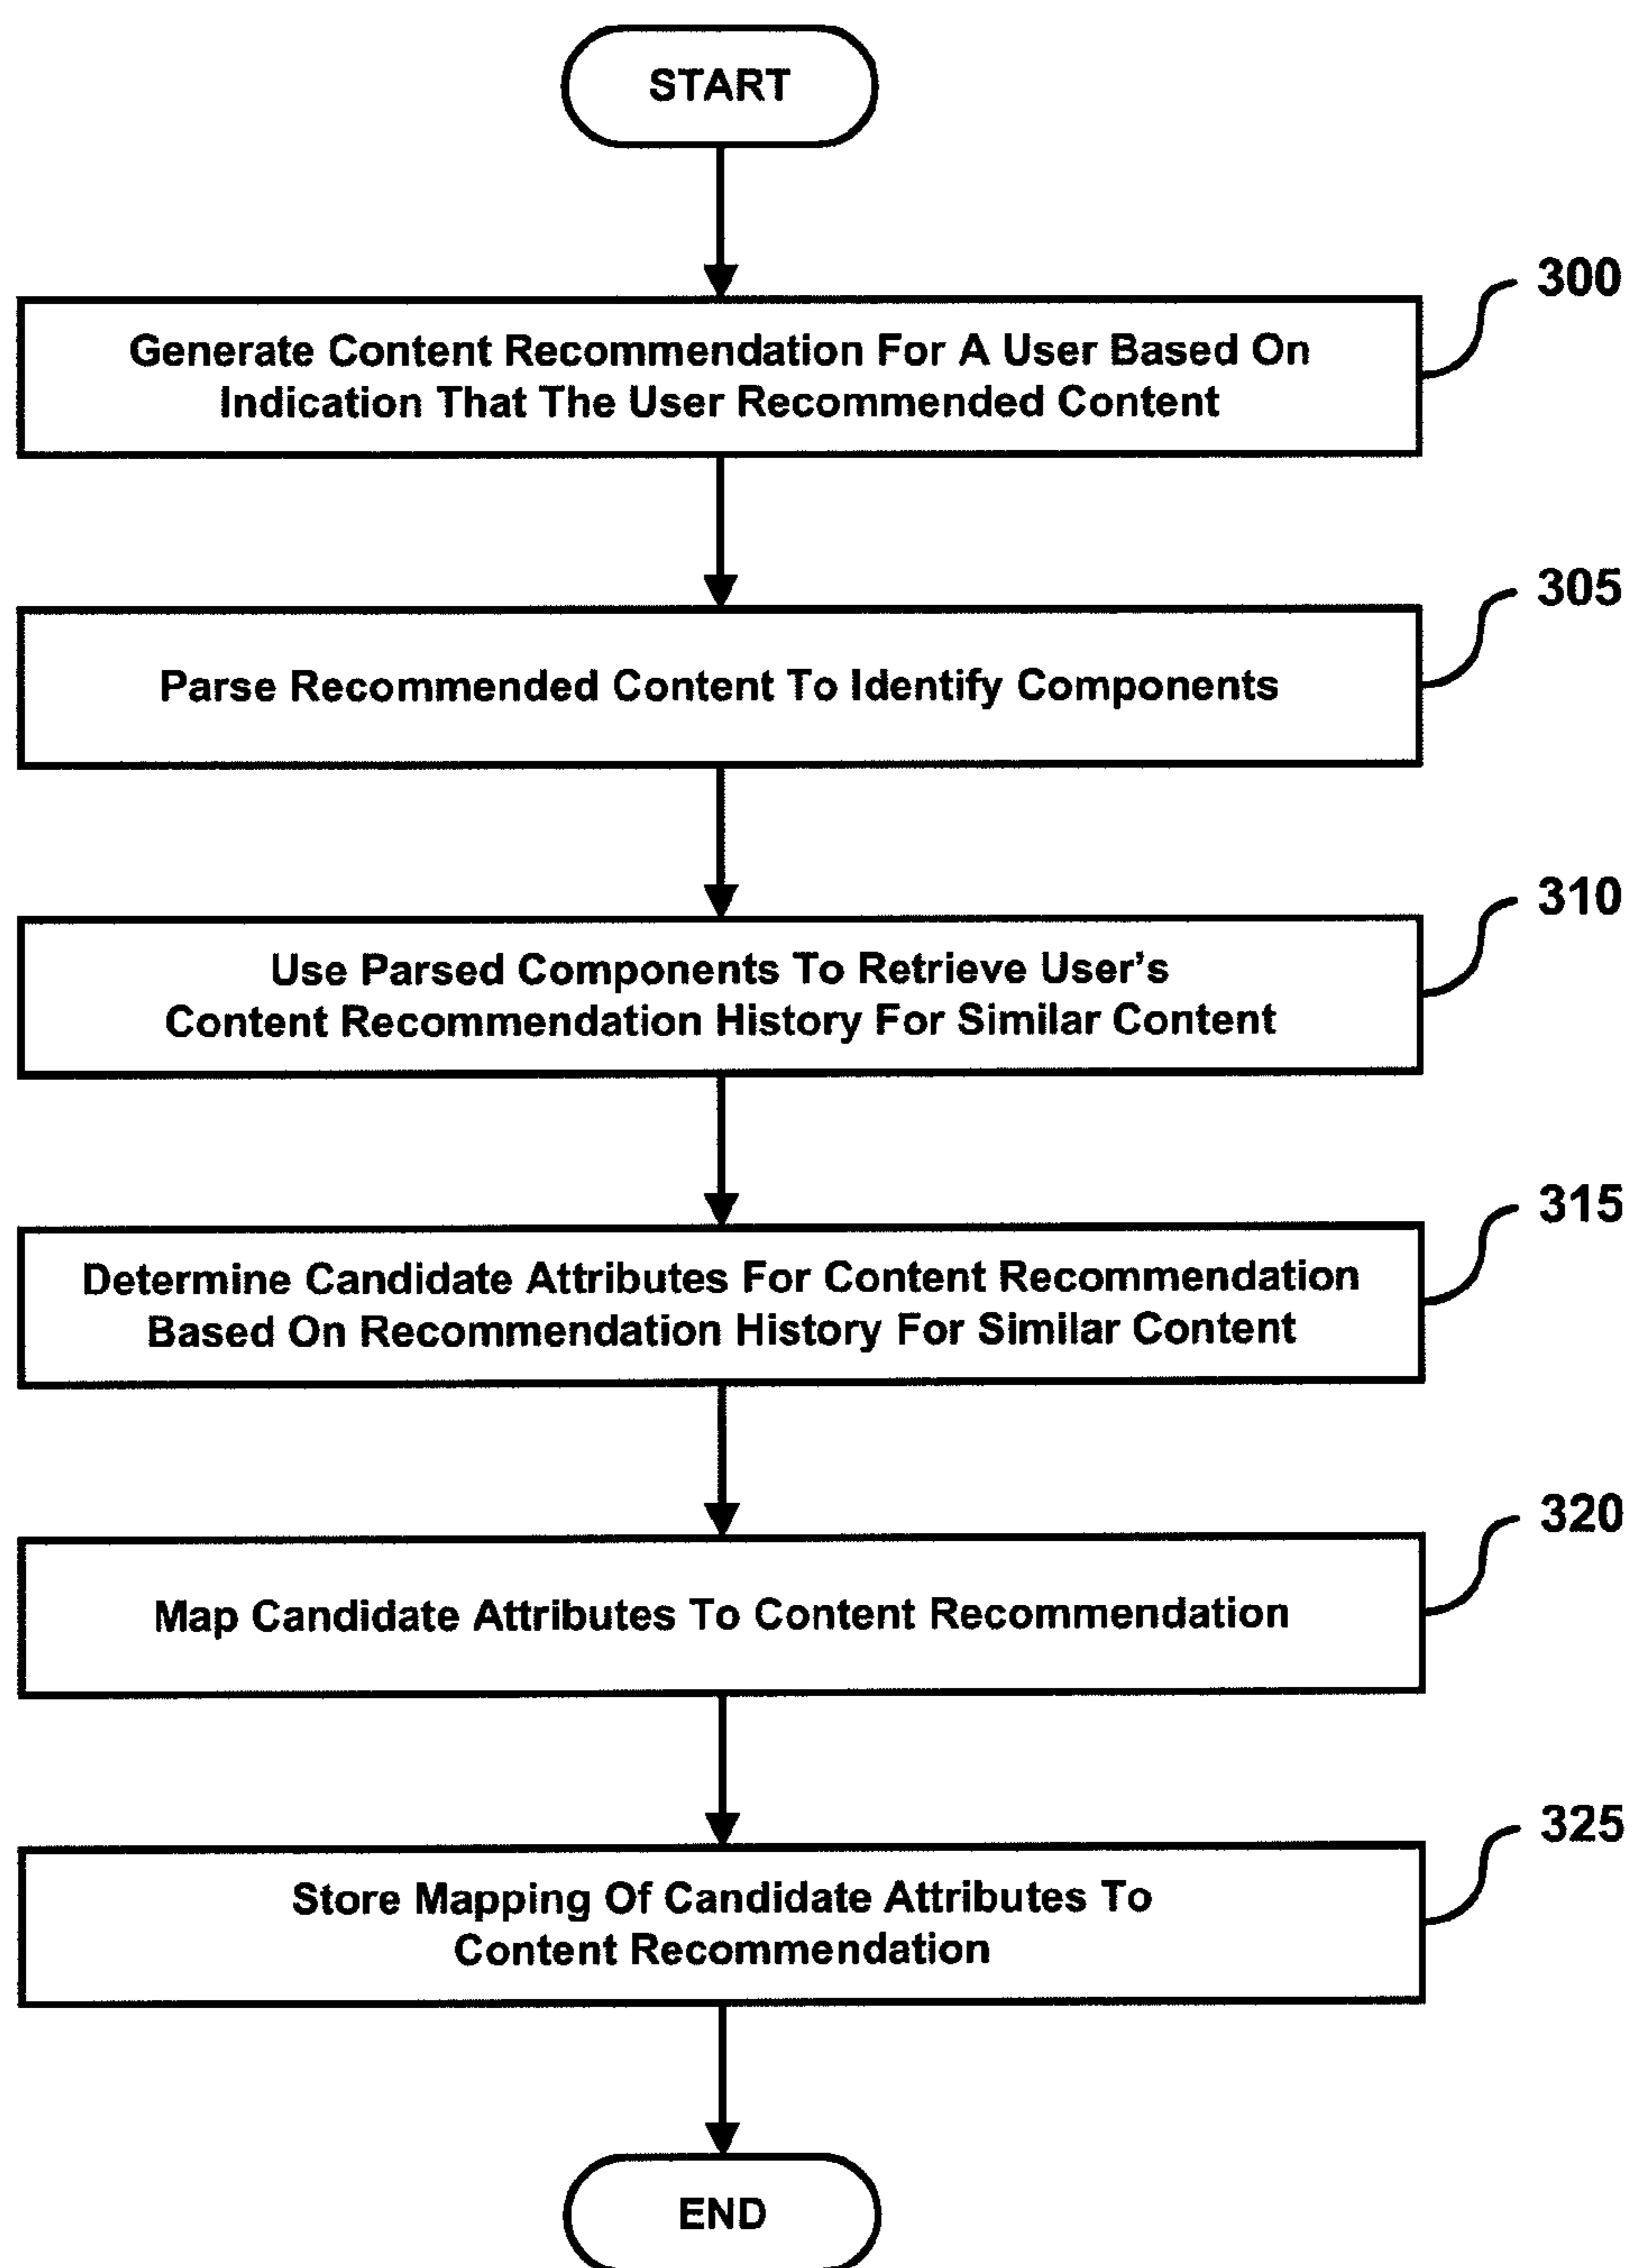 START
300
Generate Content Recommendation For A User Based On
Indication That The User Recommended Content
305
Parse Recommended Content To Identify Components
310
Use Parsed Components To Retrieve User's
Content Recommendation History For Similar Content
315
Determine Candidate Attributes For Content Recommendation
Based On Recommendation History For Similar Content
320
Map Candidate Attributes To Content Recommendation
325
Store Mapping Of Candidate Attributes To
Content Recommendation
END